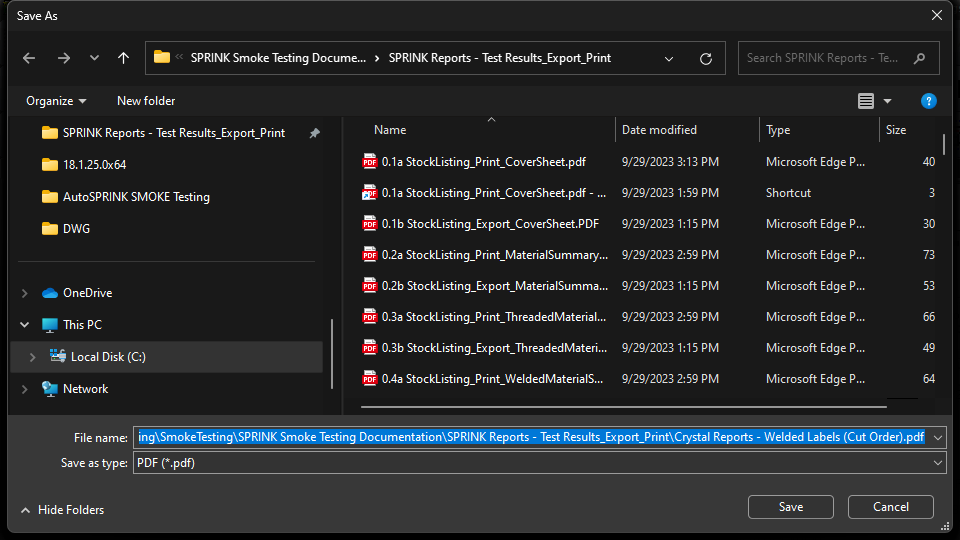 Save As
SPRINK Smoke Testing Docume... SPRINK Reports - Test Results_Export_Print
Search SPRINK Reports - Te...
Organize New folder
SPRINK Reports - Test Results_Export_Print
18.1.25.0x64
AutoSPRINK SMOKE Testing
DWG
OneDrive
This PC
Local Disk (C:)
Network
Name Date modified Type Size
PDF 0.1a StockListing_Print_CoverSheet.pdf 9/29/2023 3:13 PM Microsoft Edge P... 40
PDF 0.1a StockListing_Print_CoverSheet.pdf - ... 9/29/2023 1:59 PM Shortcut 3
PDF 0.1b StockListing_Export_CoverSheet.PDF 9/29/2023 1:15 PM Microsoft Edge P... 30
PDF 0.2a StockListing_Print_MaterialSummary... 9/29/2023 2:59 PM Microsoft Edge P... 73
PDF 0.2b StockListing_Export_MaterialSumma... 9/29/2023 1:15 PM Microsoft Edge P... 53
PDF 0.3a StockListing_Print_ThreadedMaterial... 9/29/2023 2:59 PM Microsoft Edge P... 66
PDF 0.3b StockListing_Export_ThreadedMateri... 9/29/2023 1:15 PM Microsoft Edge P... 49
PDF 0.4a StockListing_Print_WeldedMaterialS... 9/29/2023 2:59 PM Microsoft Edge P... 64
File name: ing\SmokeTesting\SPRINK Smoke Testing Documentation\SPRINK Reports - Test Results_Export_Print\Crystal Reports - Welded Labels (Cut Order).pdf
Save as type: PDF (*.pdf)
Hide Folders Save Cancel